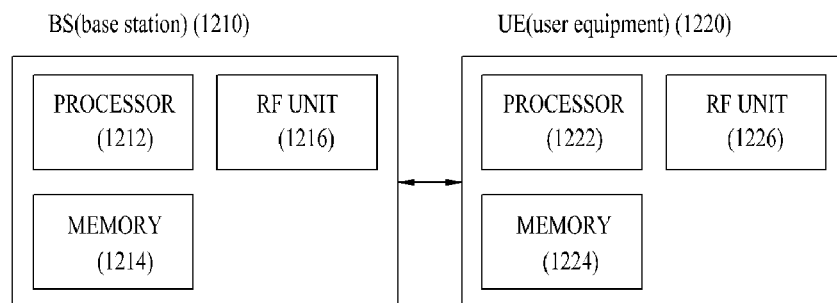 BS(base station) (1210)
UE(user equipment) (1220)
PROCESSOR
(1212)
RF UNIT
(1216)
MEMORY
(1214)
PROCESSOR
(1222)
RF UNIT
(1226)
MEMORY
(1224)